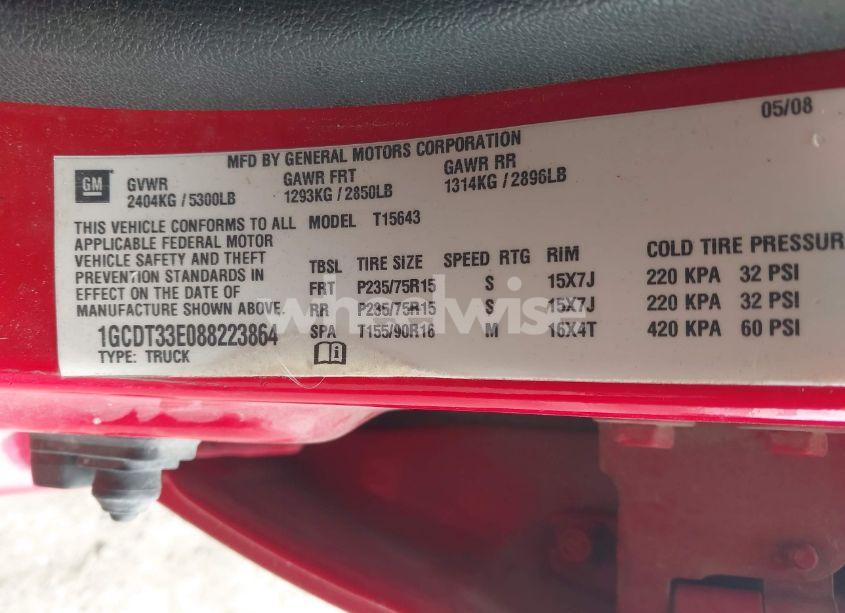 05/08
MFD BY GENERAL MOTORS CORPORATION
GM
GVWR GAWR FRT GAWR RR
2404KG / 5300LB 1293KG / 2850LB 1314KG / 2896LB
THIS VEHICLE CONFORMS TO ALL MODEL T15643
APPLICABLE FEDERAL MOTOR
VEHICLE SAFETY AND THEFT TBSL TIRE SIZE SPEED RTG RIM COLD TIRE PRESSUR
PREVENTION STANDARDS IN FRT P235/75R15 S 15X7J 220 KPA 32 PSI
EFFECT ON THE DATE OF
MANUFACTURE SHOWN ABOVE. RR P235/75R15 S 15X7J 220 KPA 32 PSI
1GCDT33E088223864 SPA T155/90R16 M 16X4T 420 KPA 60 PSI
TYPE: TRUCK
wheelwise